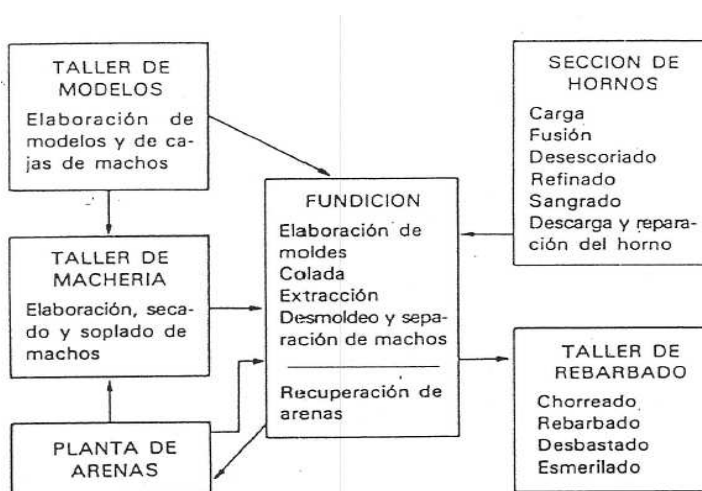 TALLER DE
MODELOS
Elaboración de
modelos y de ca-
jas de machos
TALLER DE
MACHERIA
Elaboración, seca-
do y soplado de
machos
PLANTA DE
ARENAS
FUNDICION
Elaboración de
moldes
Colada
Extracción
Desmoldeo y sepa-
ración de machos
Recuperación de
arenas
SECCION DE
HORNOS
Carga
Fusión
Desescoriado
Refinado
Sangrado
Descarga y repara-
ción del horno
TALLER DE
REBARBADO
Chorreado
Rebarbado
Desbastado
Esmerilado